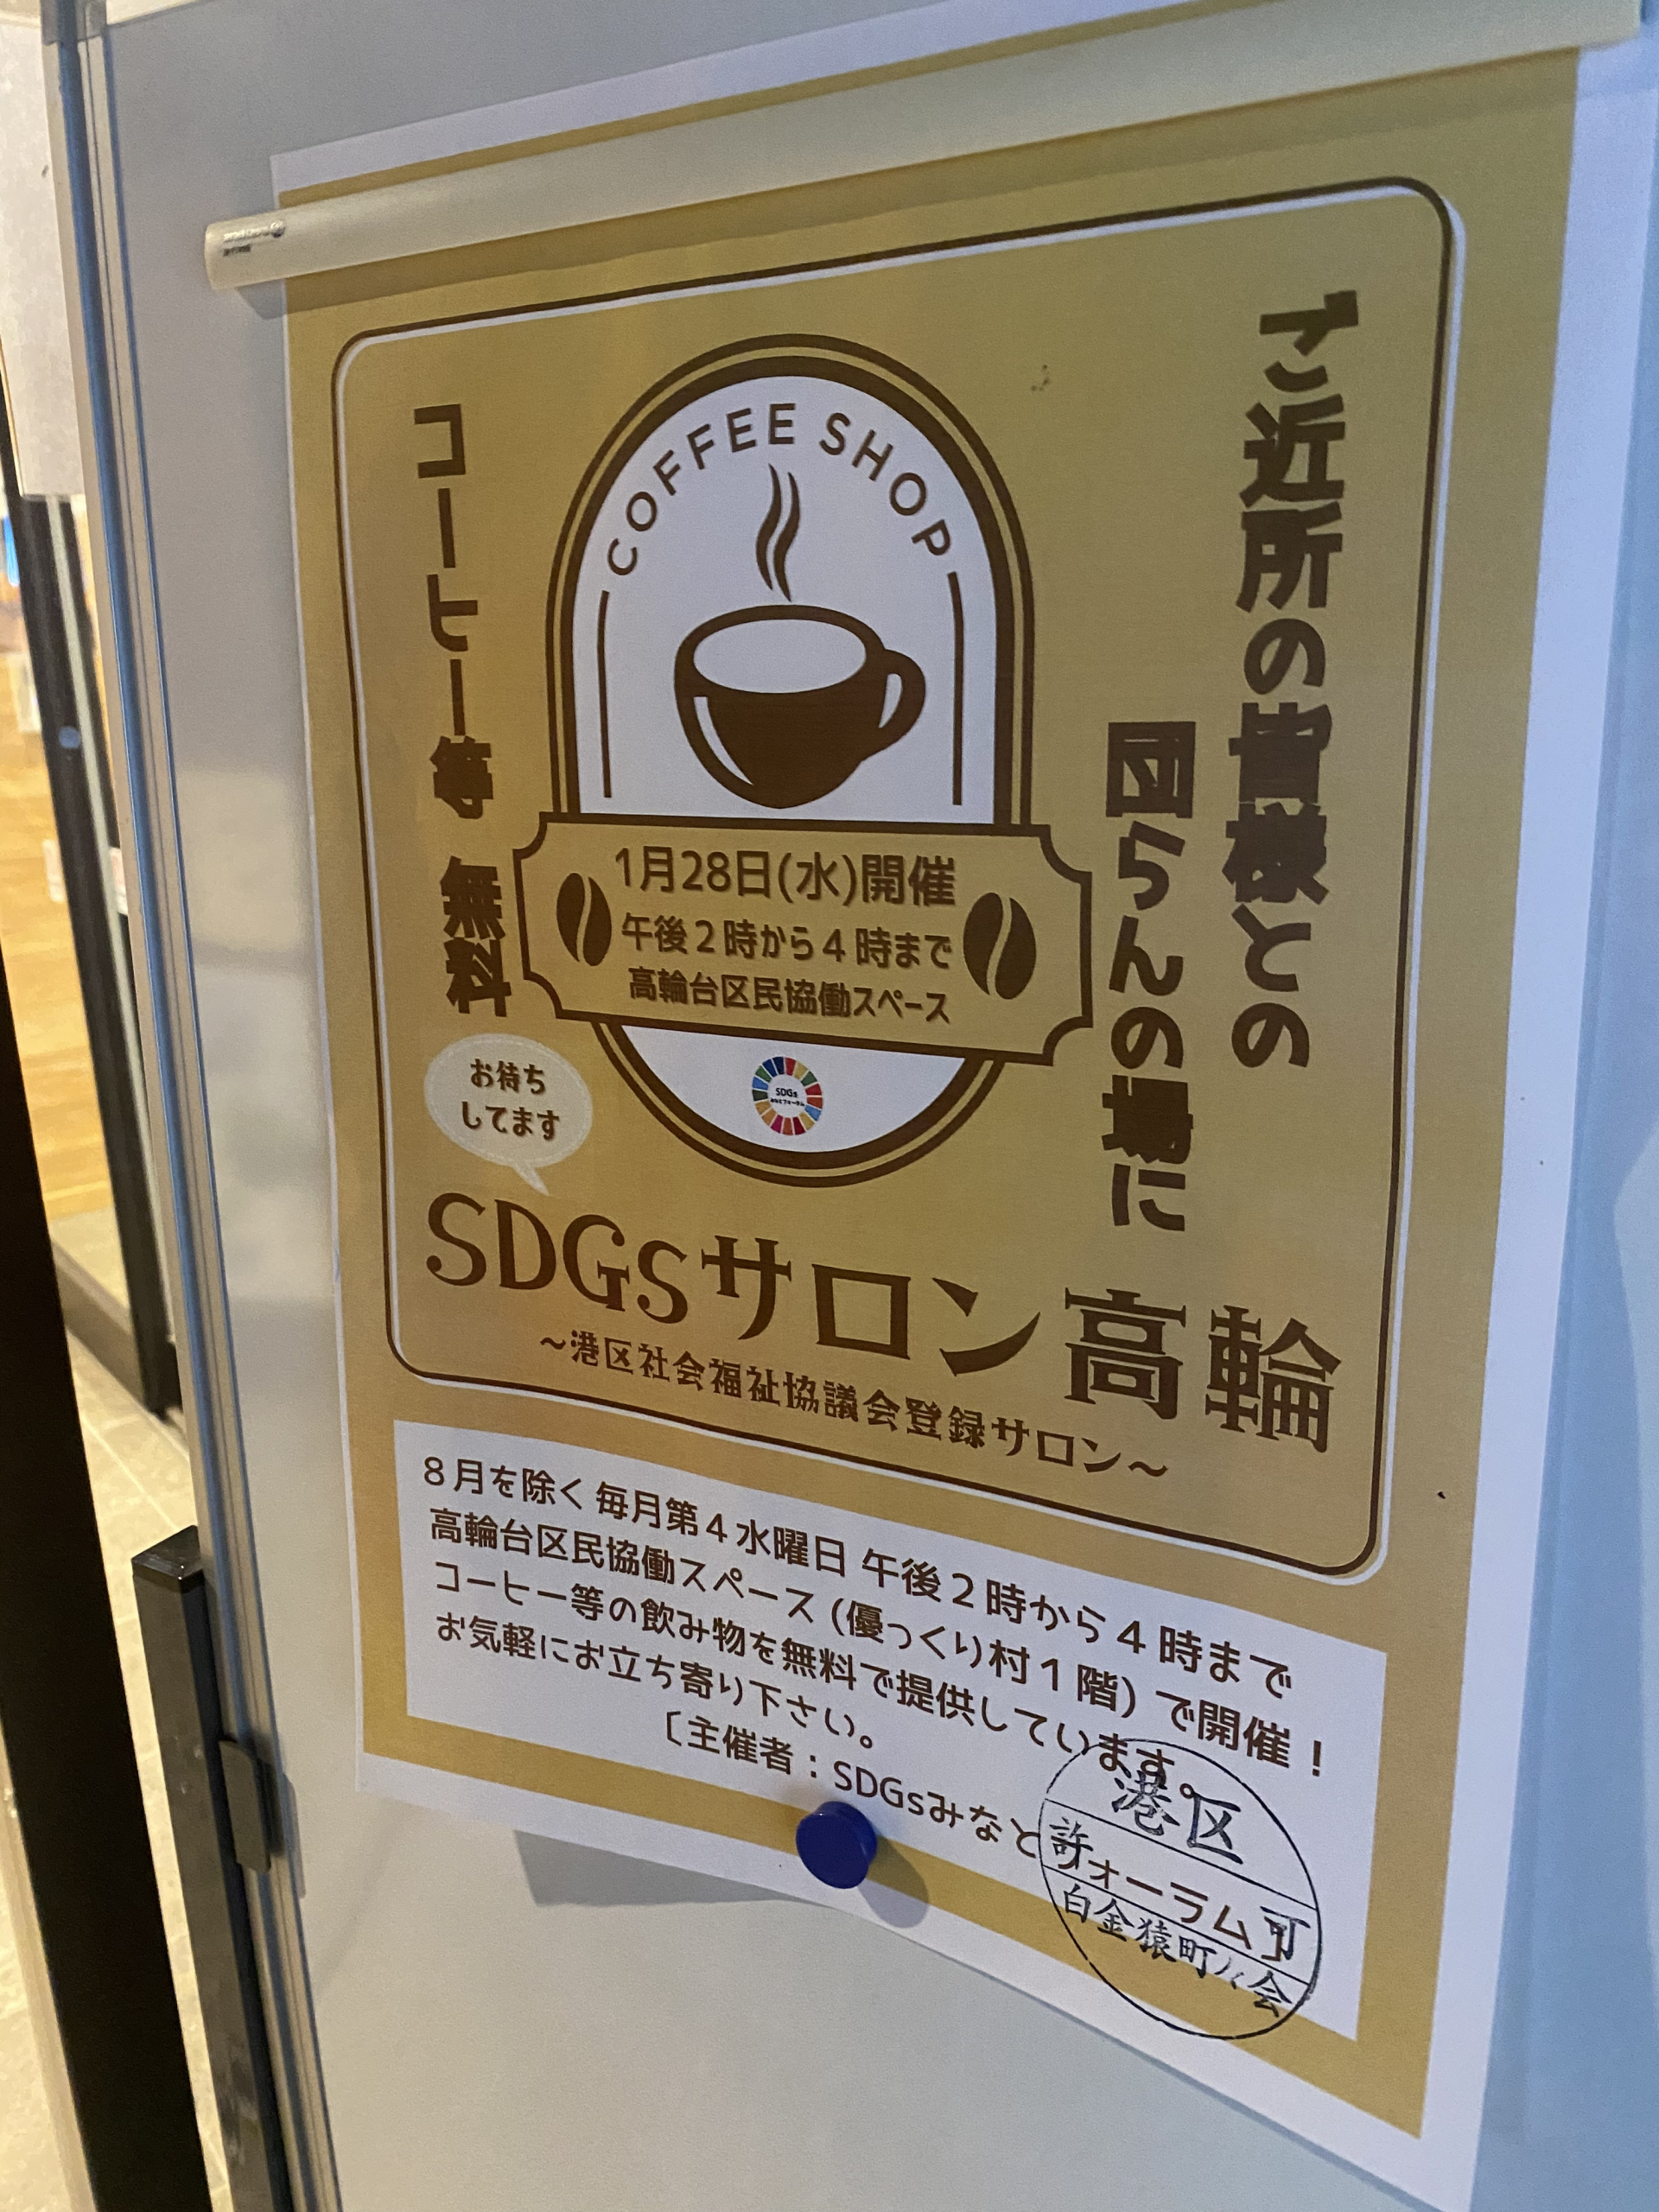 ご近所の皆様との
団らんの場に
コーヒー等 無料
COFFEE SHOP
1月28日(水)開催
午後2時から4時まで
高輪台区民協働スペース
SDGs
お待ち
してます
SDGsサロン高輪
～港区社会福祉協議会登録サロン～
8月を除く 毎月第4水曜日 午後2時から4時まで
高輪台区民協働スペース (優っくり村1階) で開催！
コーヒー等の飲み物を無料で提供しています。
お気軽にお立ち寄り下さい。
〔主催者：SDGsみなとフォーラム
港区
許可
白金猿町
会